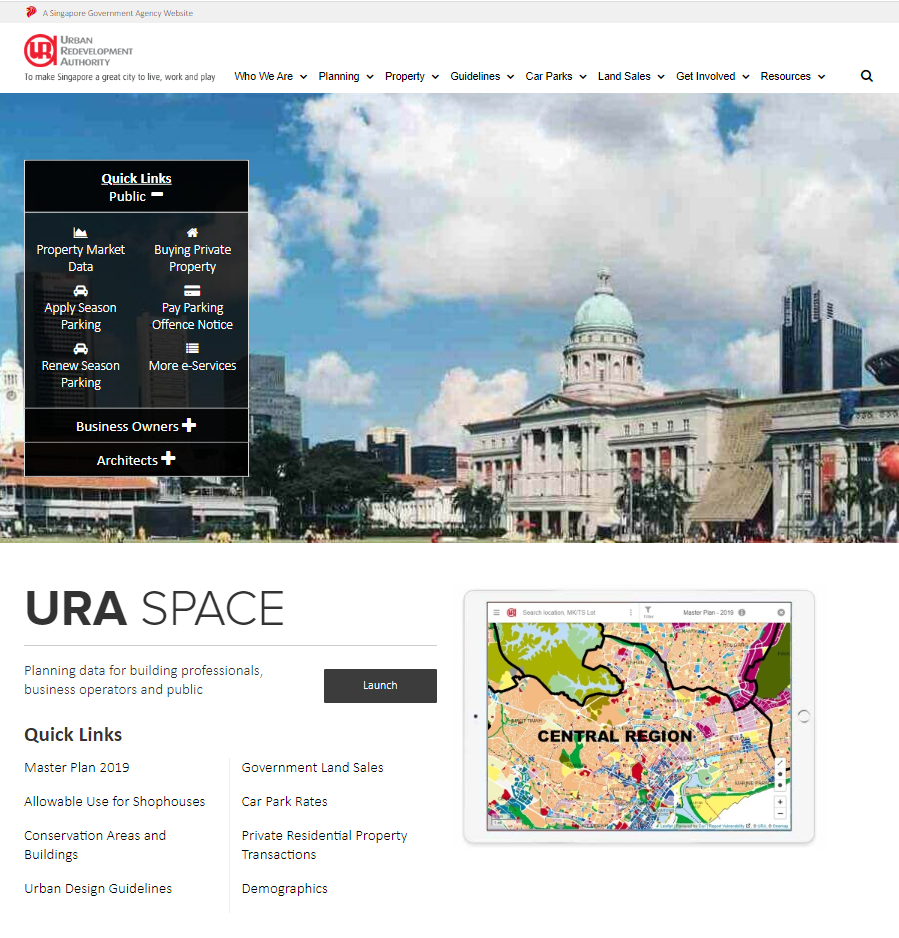 A Singapore Government Agency Website
URBAN
REDEVELOPMENT
AUTHORITY
To make Singapore a great city to live, work and play
Who We Are
Planning
Property
Guidelines
Car Parks
Land Sales
Get Involved
Resources
Quick Links
Public
Property Market
Data
Buying Private
Property
Apply Season
Parking
Pay Parking
Offence Notice
Renew Season
Parking
More e-Services
Business Owners
Architects
URA SPACE
Planning data for building professionals,
business operators and public
Launch
Quick Links
Master Plan 2019
Allowable Use for Shophouses
Conservation Areas and
Buildings
Urban Design Guidelines
Government Land Sales
Car Park Rates
Private Residential Property
Transactions
Demographics
Search location, MK/TS Lot
Filter
Master Plan - 2019
CENTRAL REGION